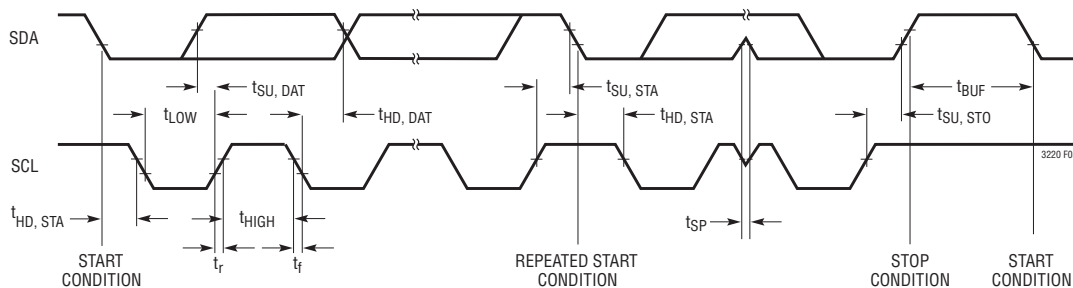 SDA
tSU, DAT
tSU, STA
tBUF
tLOW
tHD, DAT
tHD, STA
tSU, STO
SCL
3220 F0
tHD, STA
tHIGH
tSP
tr
tf
START
CONDITION
REPEATED START
CONDITION
STOP
CONDITION
START
CONDITION